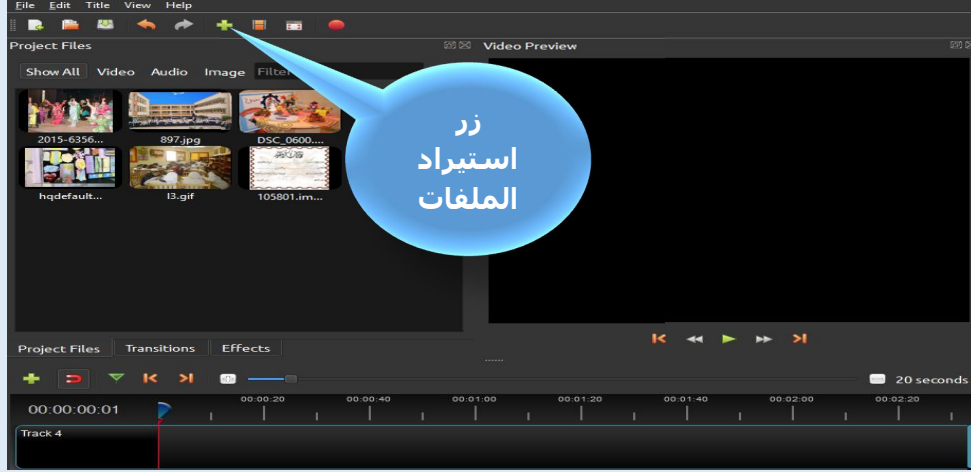 File Edit Title View Help
Project Files
Video Preview
Show All Video Audio Image Filter
زر
استيراد
الملفات
2015-6356... 897.jpg DSC_0600....
hqdefault... l3.gif 105801.im...
Project Files Transitions Effects
20 seconds
00:00:00:01
00:00:20 00:00:40 00:01:00 00:01:20 00:01:40 00:02:00 00:02:20
Track 4